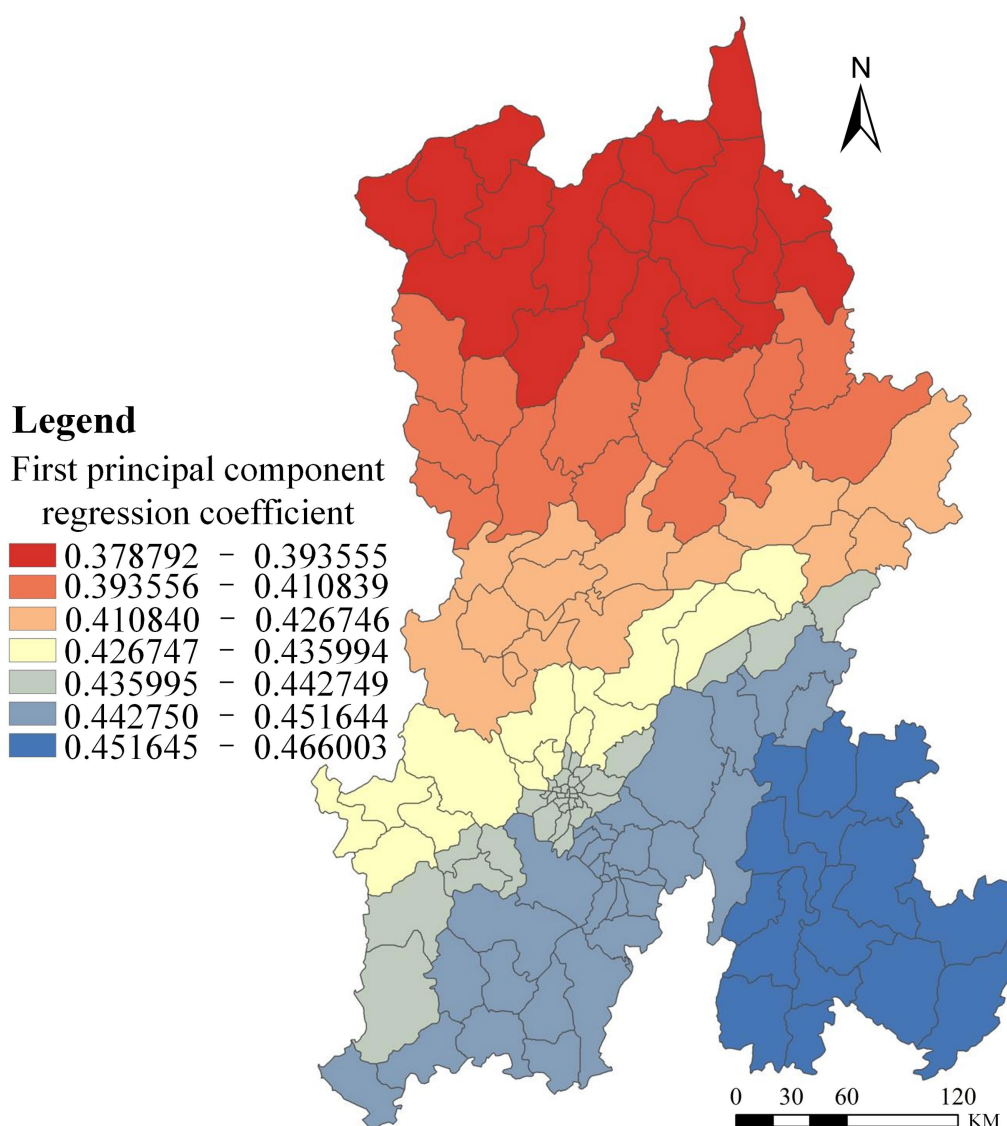 N
Legend
First principal component
regression coefficient
0.378792 - 0.393555
0.393556 - 0.410839
0.410840 - 0.426746
0.426747 - 0.435994
0.435995 - 0.442749
0.442750 - 0.451644
0.451645 - 0.466003
0 30 60 120
KM